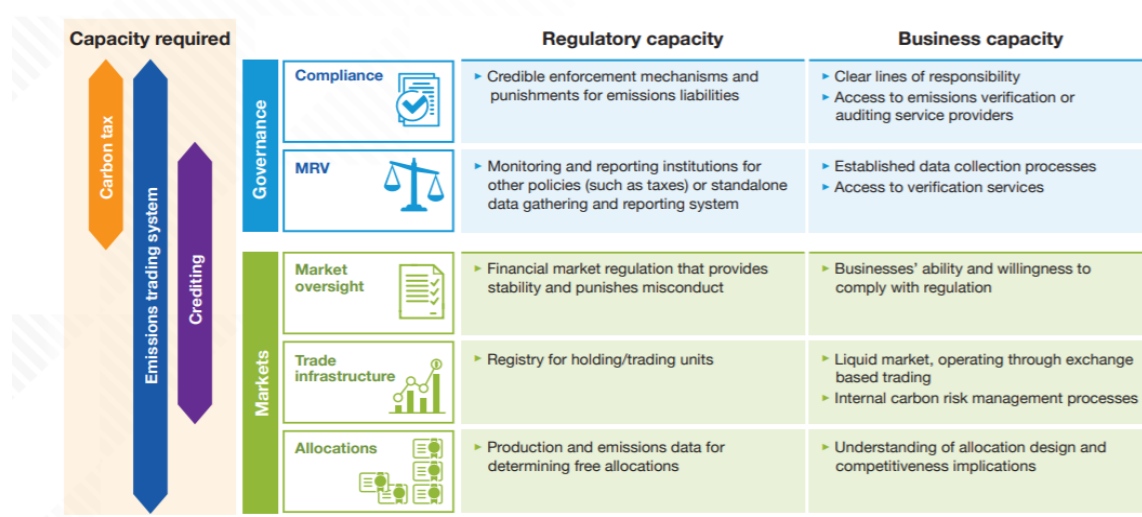 Capacity required
Regulatory capacity
Business capacity
Carbon tax
Emissions trading system
Crediting
Governance
Compliance
▸ Credible enforcement mechanisms and
punishments for emissions liabilities
▸ Clear lines of responsibility
▸ Access to emissions verification or
auditing service providers
MRV
▸ Monitoring and reporting institutions for
other policies (such as taxes) or standalone
data gathering and reporting system
▸ Established data collection processes
▸ Access to verification services
Markets
Market
oversight
▸ Financial market regulation that provides
stability and punishes misconduct
▸ Businesses’ ability and willingness to
comply with regulation
Trade
infrastructure
▸ Registry for holding/trading units
▸ Liquid market, operating through exchange
based trading
▸ Internal carbon risk management processes
Allocations
▸ Production and emissions data for
determining free allocations
▸ Understanding of allocation design and
competitiveness implications